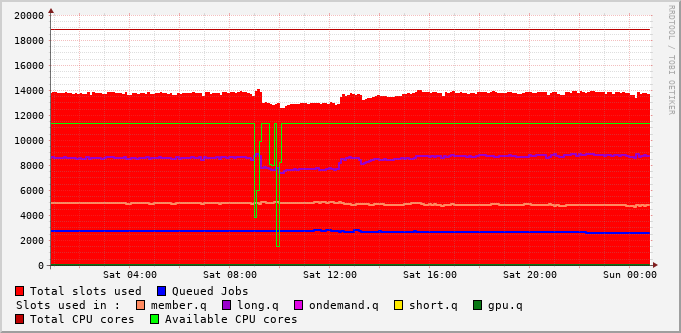 20000
18000
16000
14000
12000
10000
8000
6000
4000
2000
0
Sat 04:00 Sat 08:00 Sat 12:00 Sat 16:00 Sat 20:00 Sun 00:00
RRDTOOL / TOBI OETIKER
Total slots used Queued Jobs
Slots used in : member.q long.q ondemand.q short.q gpu.q
Total CPU cores Available CPU cores